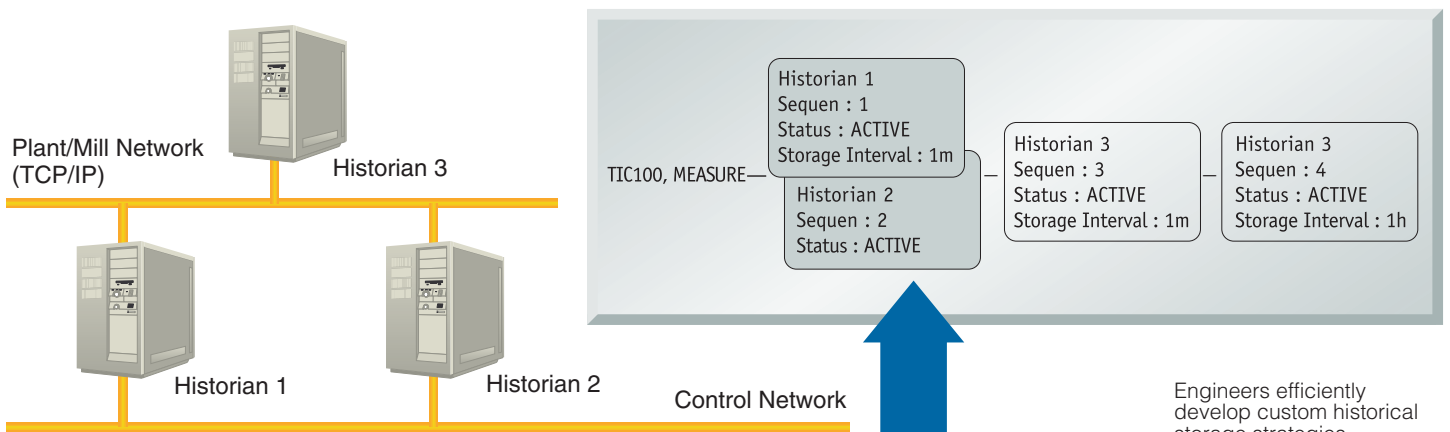 Plant/Mill Network
(TCP/IP)
Historian 3
Historian 1
Historian 2
Control Network
TIC100, MEASURE
Historian 1
Sequen : 1
Status : ACTIVE
Storage Interval : 1m
Historian 2
Sequen : 2
Status : ACTIVE
Historian 3
Sequen : 3
Status : ACTIVE
Storage Interval : 1m
Historian 3
Sequen : 4
Status : ACTIVE
Storage Interval : 1h
Engineers efficiently
develop custom historical
storage strategies